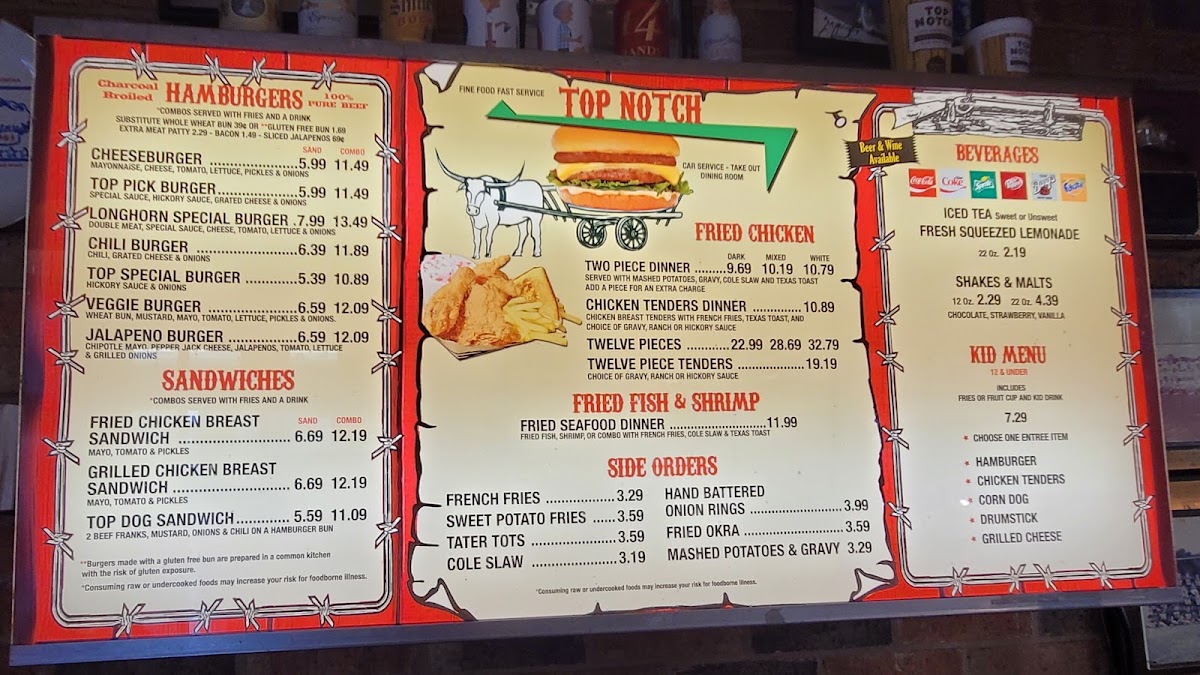 Charcoal Broiled HAMBURGERS 100% PURE BEEF
*COMBOS SERVED WITH FRIES AND A DRINK
SUBSTITUTE WHOLE WHEAT BUN 39¢ OR **GLUTEN FREE BUN 1.69
EXTRA MEAT PATTY 2.29 - BACON 1.49 - SLICED JALAPENOS 69¢
SAND COMBO
CHEESEBURGER ..................5.99 11.49
MAYONNAISE, CHEESE, TOMATO, LETTUCE, PICKLES & ONIONS
TOP PICK BURGER................5.99 11.49
SPECIAL SAUCE, HICKORY SAUCE, GRATED CHEESE & ONIONS
LONGHORN SPECIAL BURGER .7.99 13.49
DOUBLE MEAT, SPECIAL SAUCE, CHEESE, TOMATO, LETTUCE & ONIONS
CHILI BURGER ....................6.39 11.89
CHILI, GRATED CHEESE & ONIONS
TOP SPECIAL BURGER ............5.39 10.89
HICKORY SAUCE & ONIONS
VEGGIE BURGER ..................6.59 12.09
WHEAT BUN, MUSTARD, MAYO, TOMATO, LETTUCE, PICKLES & ONIONS.
JALAPENO BURGER ...............6.59 12.09
CHIPOTLE MAYO, PEPPER JACK CHEESE, JALAPENOS, TOMATO, LETTUCE
& GRILLED ONIONS
SANDWICHES
*COMBOS SERVED WITH FRIES AND A DRINK
SAND COMBO
FRIED CHICKEN BREAST
SANDWICH ...................... 6.69 12.19
MAYO, TOMATO & PICKLES
GRILLED CHICKEN BREAST
SANDWICH ....................... 6.69 12.19
MAYO, TOMATO & PICKLES
TOP DOG SANDWICH............. 5.59 11.09
2 BEEF FRANKS, MUSTARD, ONIONS & CHILI ON A HAMBURGER BUN
**Burgers made with a gluten free bun are prepared in a common kitchen
with the risk of gluten exposure.
*Consuming raw or undercooked foods may increase your risk for foodborne illness.
FINE FOOD FAST SERVICE
TOP NOTCH
CAR SERVICE - TAKE OUT
DINING ROOM
FRIED CHICKEN
DARK MIXED WHITE
TWO PIECE DINNER .........9.69 10.19 10.79
SERVED WITH MASHED POTATOES, GRAVY, COLE SLAW AND TEXAS TOAST
ADD A PIECE FOR AN EXTRA CHARGE
CHICKEN TENDERS DINNER ..............10.89
CHICKEN BREAST TENDERS WITH FRENCH FRIES, TEXAS TOAST, AND
CHOICE OF GRAVY, RANCH OR HICKORY SAUCE
TWELVE PIECES ............22.99 28.69 32.79
TWELVE PIECE TENDERS ...................19.19
CHOICE OF GRAVY, RANCH OR HICKORY SAUCE
FRIED FISH & SHRIMP
FRIED SEAFOOD DINNER ..........................11.99
FRIED FISH, SHRIMP, OR COMBO WITH FRENCH FRIES, COLE SLAW & TEXAS TOAST
SIDE ORDERS
FRENCH FRIES ................3.29
SWEET POTATO FRIES ......3.59
TATER TOTS ....................3.59
COLE SLAW ....................3.19
HAND BATTERED
ONION RINGS ......................3.99
FRIED OKRA .......................3.59
MASHED POTATOES & GRAVY 3.29
*Consuming raw or undercooked foods may increase your risk for foodborne illness.
Beer & Wine
Available
BEVERAGES
Coca-Cola Coke Sprite Dr Pepper Fanta
ICED TEA Sweet or Unsweet
FRESH SQUEEZED LEMONADE
22 Oz. 2.19
SHAKES & MALTS
12 Oz. 2.29 22 Oz. 4.39
CHOCOLATE, STRAWBERRY, VANILLA
KID MENU
12 & UNDER
INCLUDES
FRIES OR FRUIT CUP AND KID DRINK
7.29
* CHOOSE ONE ENTREE ITEM
* HAMBURGER
* CHICKEN TENDERS
* CORN DOG
* DRUMSTICK
* GRILLED CHEESE
TOP NOTCH